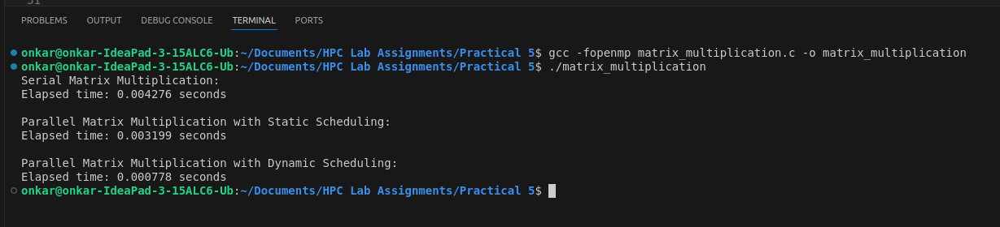 51
PROBLEMS OUTPUT DEBUG CONSOLE TERMINAL PORTS
onkar@onkar-IdeaPad-3-15ALC6-Ub:~/Documents/HPC Lab Assignments/Practical 5$ gcc -fopenmp matrix_multiplication.c -o matrix_multiplication
onkar@onkar-IdeaPad-3-15ALC6-Ub:~/Documents/HPC Lab Assignments/Practical 5$ ./matrix_multiplication
Serial Matrix Multiplication:
Elapsed time: 0.004276 seconds
Parallel Matrix Multiplication with Static Scheduling:
Elapsed time: 0.003199 seconds
Parallel Matrix Multiplication with Dynamic Scheduling:
Elapsed time: 0.000778 seconds
onkar@onkar-IdeaPad-3-15ALC6-Ub:~/Documents/HPC Lab Assignments/Practical 5$